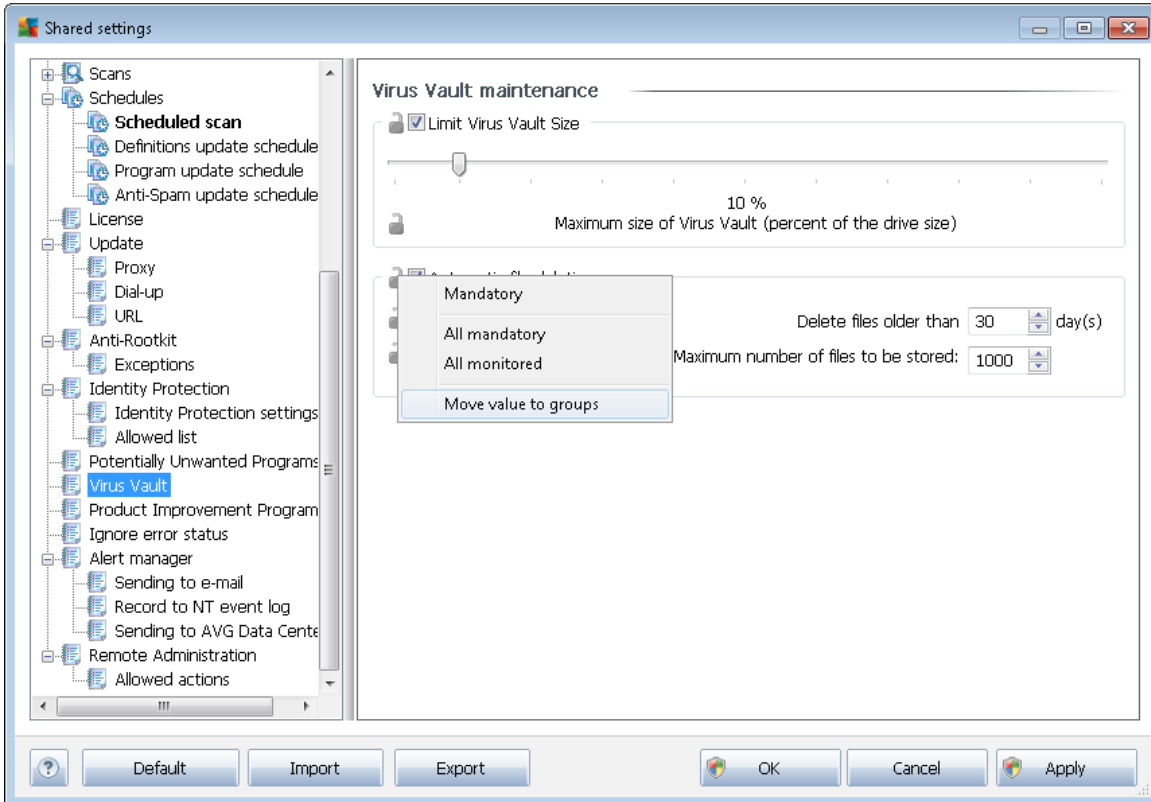 Shared settings
Scans
Schedules
Scheduled scan
Definitions update schedule
Program update schedule
Anti-Spam update schedule
License
Update
Proxy
Dial-up
URL
Anti-Rootkit
Exceptions
Identity Protection
Identity Protection settings
Allowed list
Potentially Unwanted Programs
Virus Vault
Product Improvement Program
Ignore error status
Alert manager
Sending to e-mail
Record to NT event log
Sending to AVG Data Cente
Remote Administration
Allowed actions
Virus Vault maintenance
Limit Virus Vault Size
10 %
Maximum size of Virus Vault (percent of the drive size)
Mandatory
All mandatory
All monitored
Move value to groups
Delete files older than 30 day(s)
Maximum number of files to be stored: 1000
? Default Import Export OK Cancel Apply